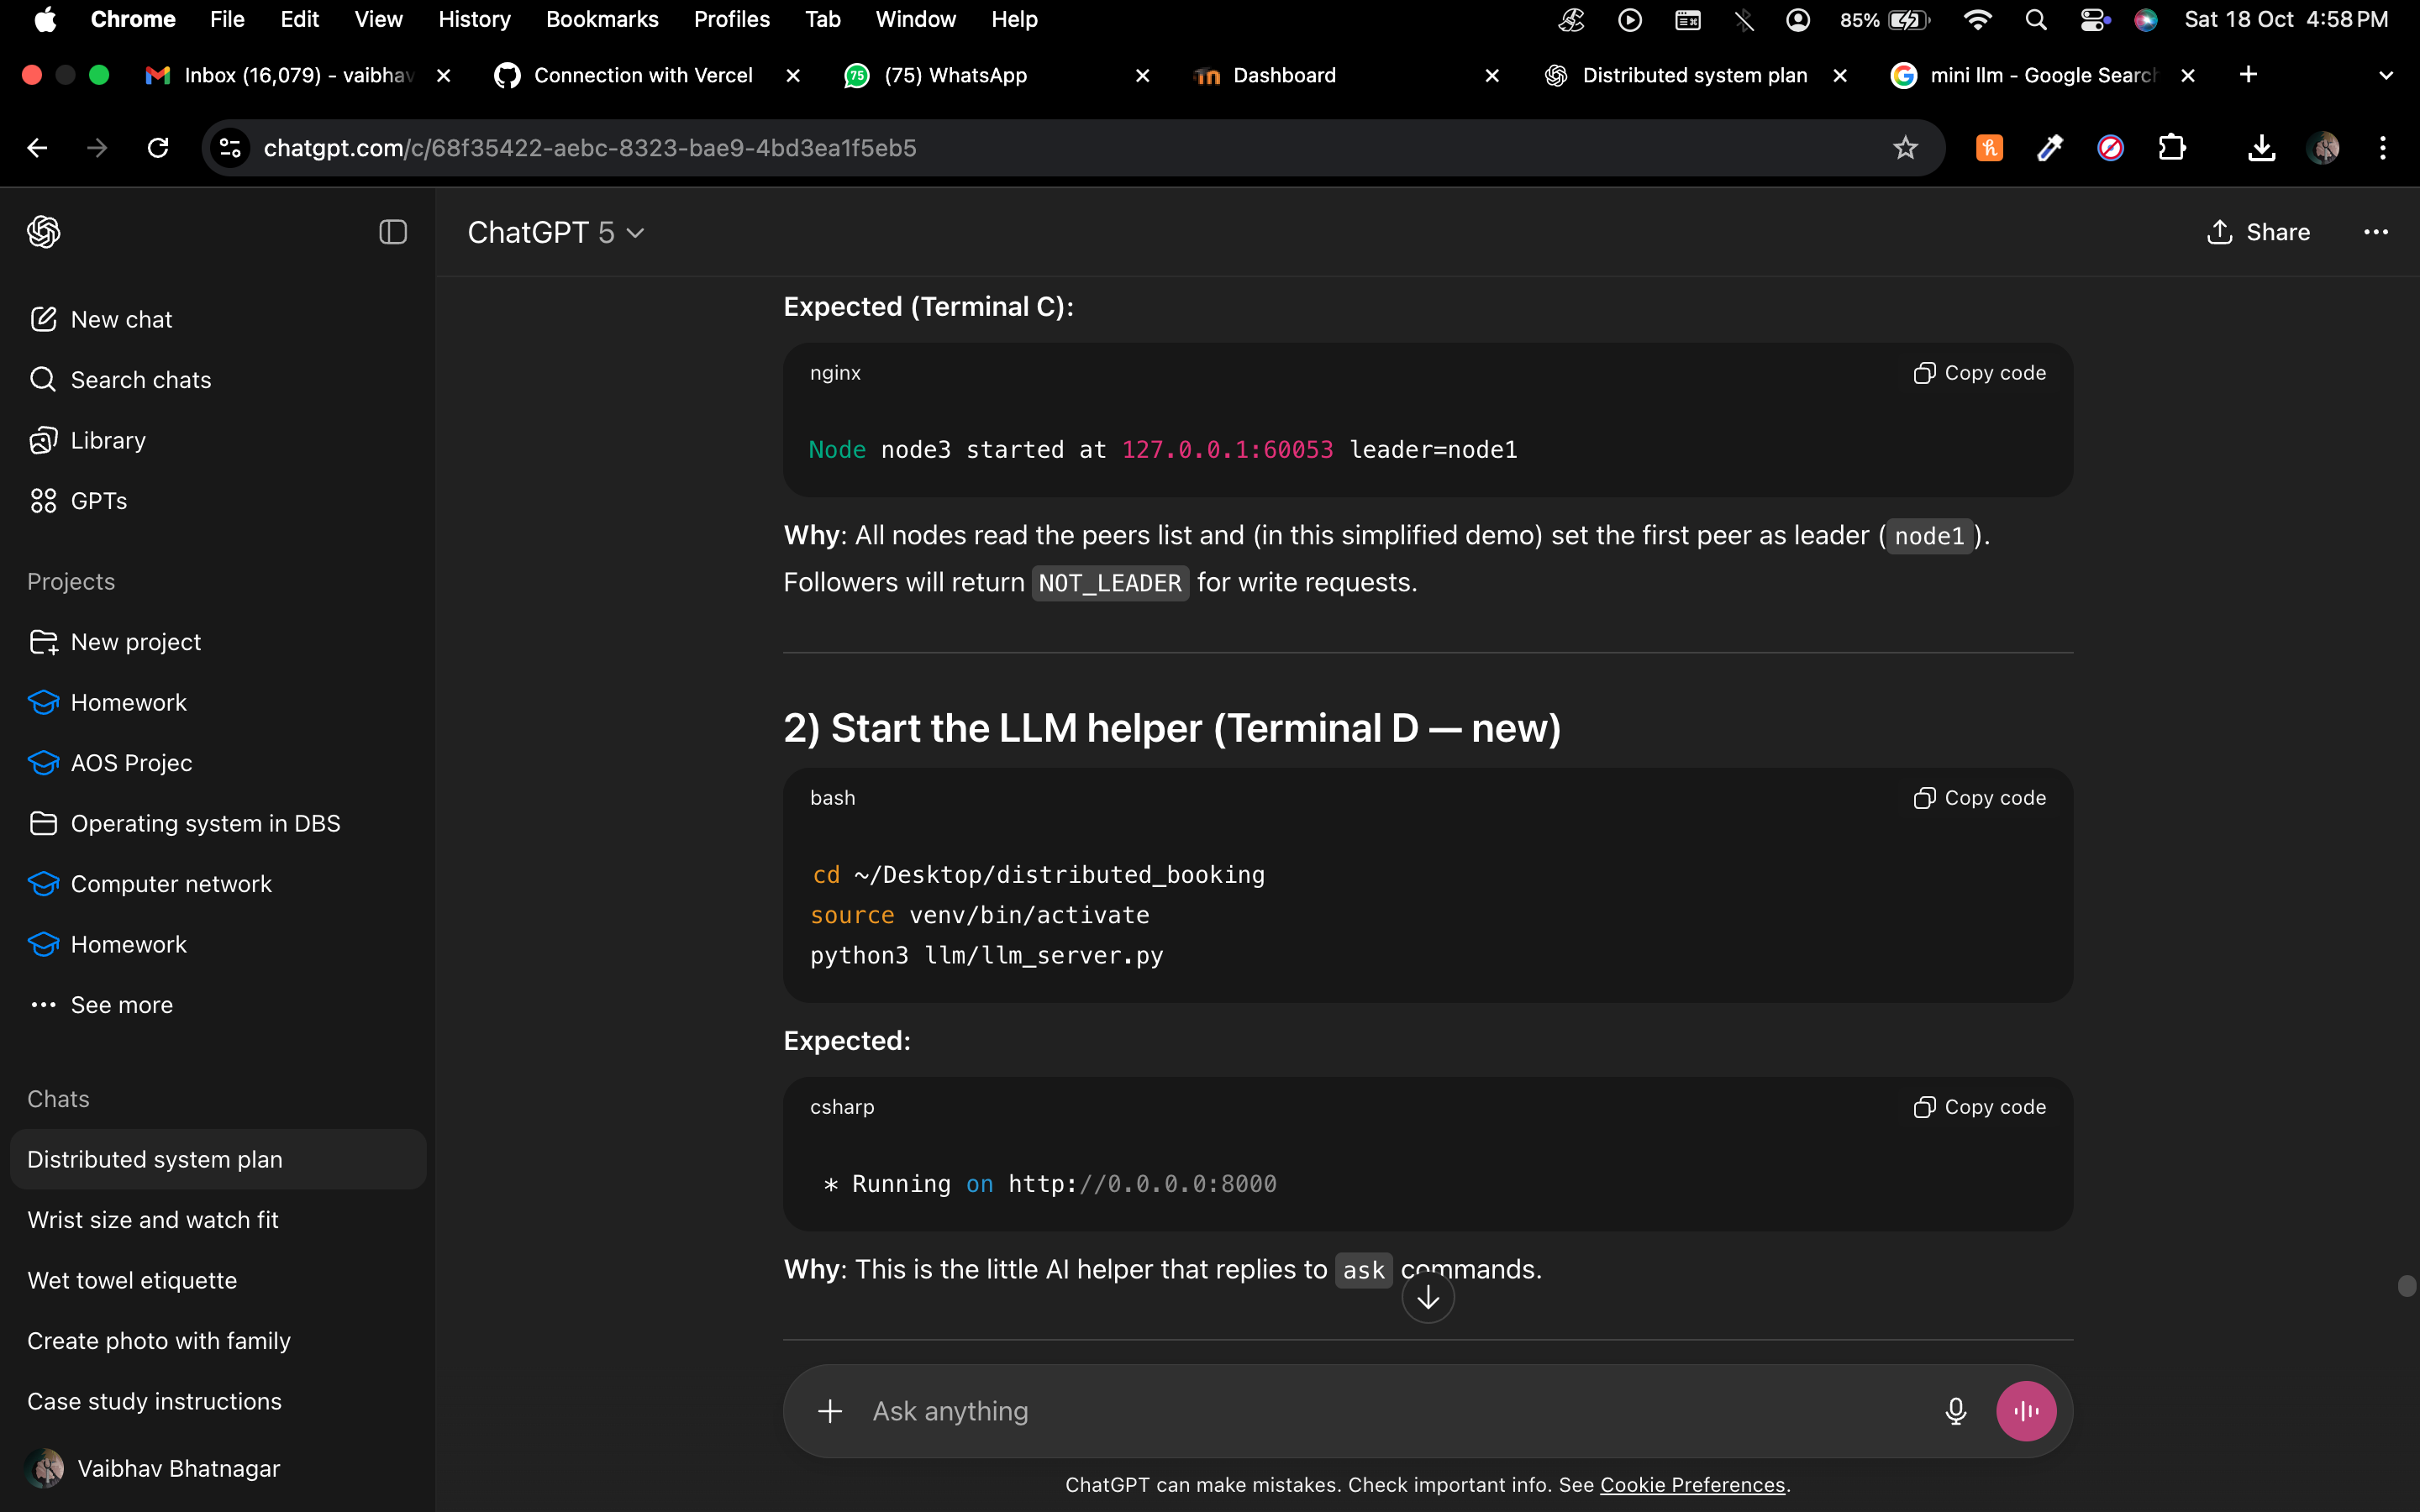 Chrome File Edit View History Bookmarks Profiles Tab Window Help 85% Sat 18 Oct 4:58 PM
Inbox (16,079) - vaibhav Connection with Vercel 75 (75) WhatsApp Dashboard Distributed system plan mini llm - Google Search
chatgpt.com/c/68f35422-aebc-8323-bae9-4bd3ea1f5eb5
ChatGPT 5 Share
New chat
Search chats
Library
GPTs
Projects
New project
Homework
AOS Projec
Operating system in DBS
Computer network
Homework
See more
Chats
Distributed system plan
Wrist size and watch fit
Wet towel etiquette
Create photo with family
Case study instructions
Vaibhav Bhatnagar
Expected (Terminal C):
nginx Copy code
Node node3 started at 127.0.0.1:60053 leader=node1
Why: All nodes read the peers list and (in this simplified demo) set the first peer as leader (node1).
Followers will return NOT_LEADER for write requests.
2) Start the LLM helper (Terminal D — new)
bash Copy code
cd ~/Desktop/distributed_booking
source venv/bin/activate
python3 llm/llm_server.py
Expected:
csharp Copy code
* Running on http://0.0.0.0:8000
Why: This is the little AI helper that replies to ask commands.
Ask anything
ChatGPT can make mistakes. Check important info. See Cookie Preferences.